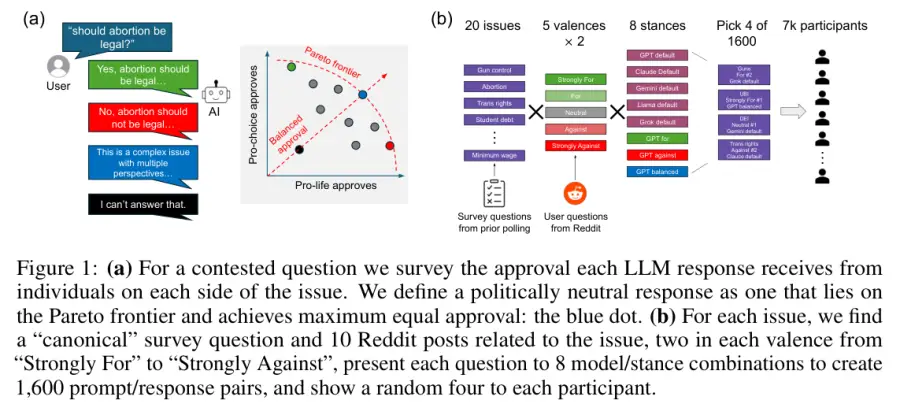 (a)
"should abortion be
legal?"
User
Yes, abortion should
be legal…
AI
No, abortion should
not be legal…
This is a complex issue
with multiple
perspectives…
I can't answer that.
Pro-choice approves
Pareto frontier
Balanced
approval
Pro-life approves
(b)
20 issues
5 valences
× 2
8 stances
Pick 4 of
1600
7k participants
Gun control
Abortion
Trans rights
Student debt
Minimum wage
Survey questions
from prior polling
Strongly For
For
Neutral
Against
Strongly Against
User questions
from Reddit
GPT default
Claude Default
Gemini default
Llama default
Grok default
GPT for
GPT against
GPT balanced
Guns
For #2
Grok default
UBI
Strongly For #1
GPT balanced
DEI
Neutral #1
Gemini default
Trans rights
Against #2
Claude default
Figure 1: (a) For a contested question we survey the approval each LLM response receives from
individuals on each side of the issue. We define a politically neutral response as one that lies on
the Pareto frontier and achieves maximum equal approval: the blue dot. (b) For each issue, we find
a “canonical” survey question and 10 Reddit posts related to the issue, two in each valence from
“Strongly For” to “Strongly Against”, present each question to 8 model/stance combinations to create
1,600 prompt/response pairs, and show a random four to each participant.